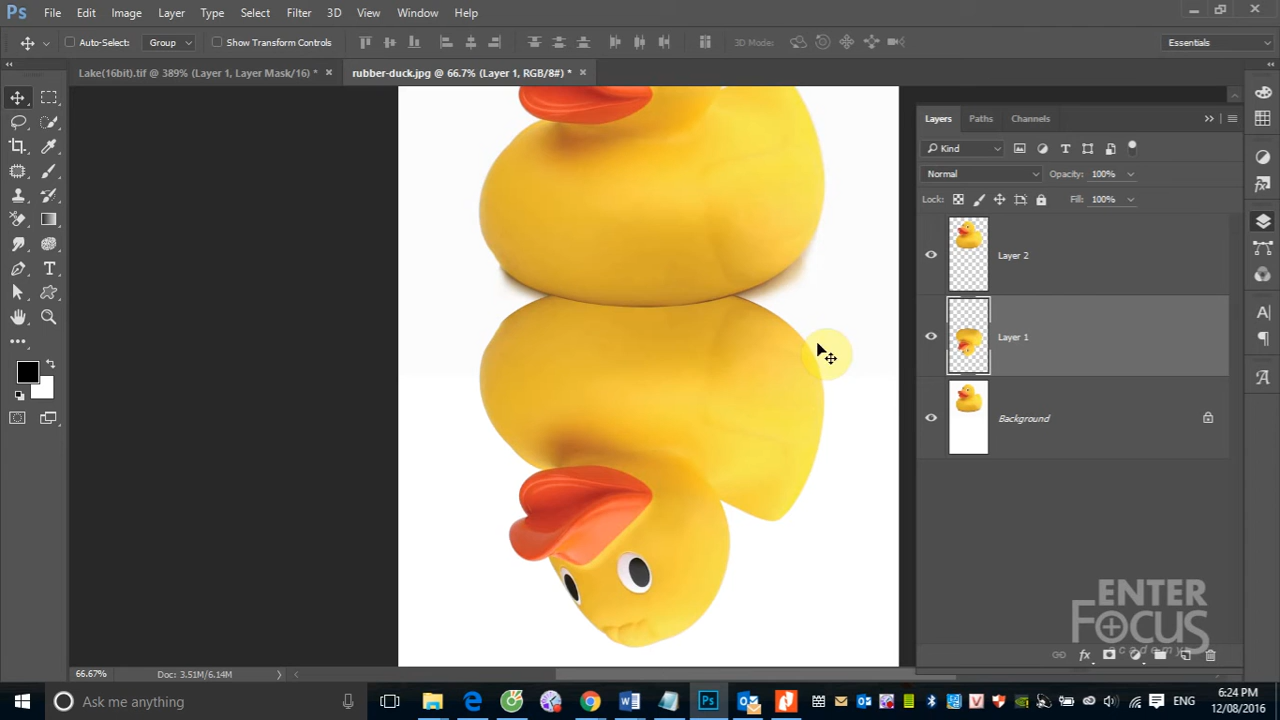 Ps File Edit Image Layer Type Select Filter 3D View Window Help
Auto-Select: Group Show Transform Controls 3D Mode: Essentials
Lake(16bit).tif @ 389% (Layer 1, Layer Mask/16) * × rubber-duck.jpg @ 66.7% (Layer 1, RGB/8#) * ×
Layers Paths Channels
Kind
Normal Opacity: 100%
Lock: Fill: 100%
Layer 2
Layer 1
Background
ENTER
FOCUS
academy
66.67% Doc: 3.51M/6.14M
Ask me anything
ENG
6:24 PM
12/08/2016